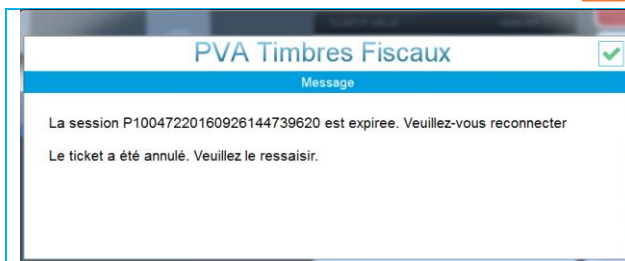 PVA Timbres Fiscaux
Message
La session P10047220160926144739620 est expiree. Veuillez-vous reconnecter
Le ticket a été annulé. Veuillez le ressaisir.